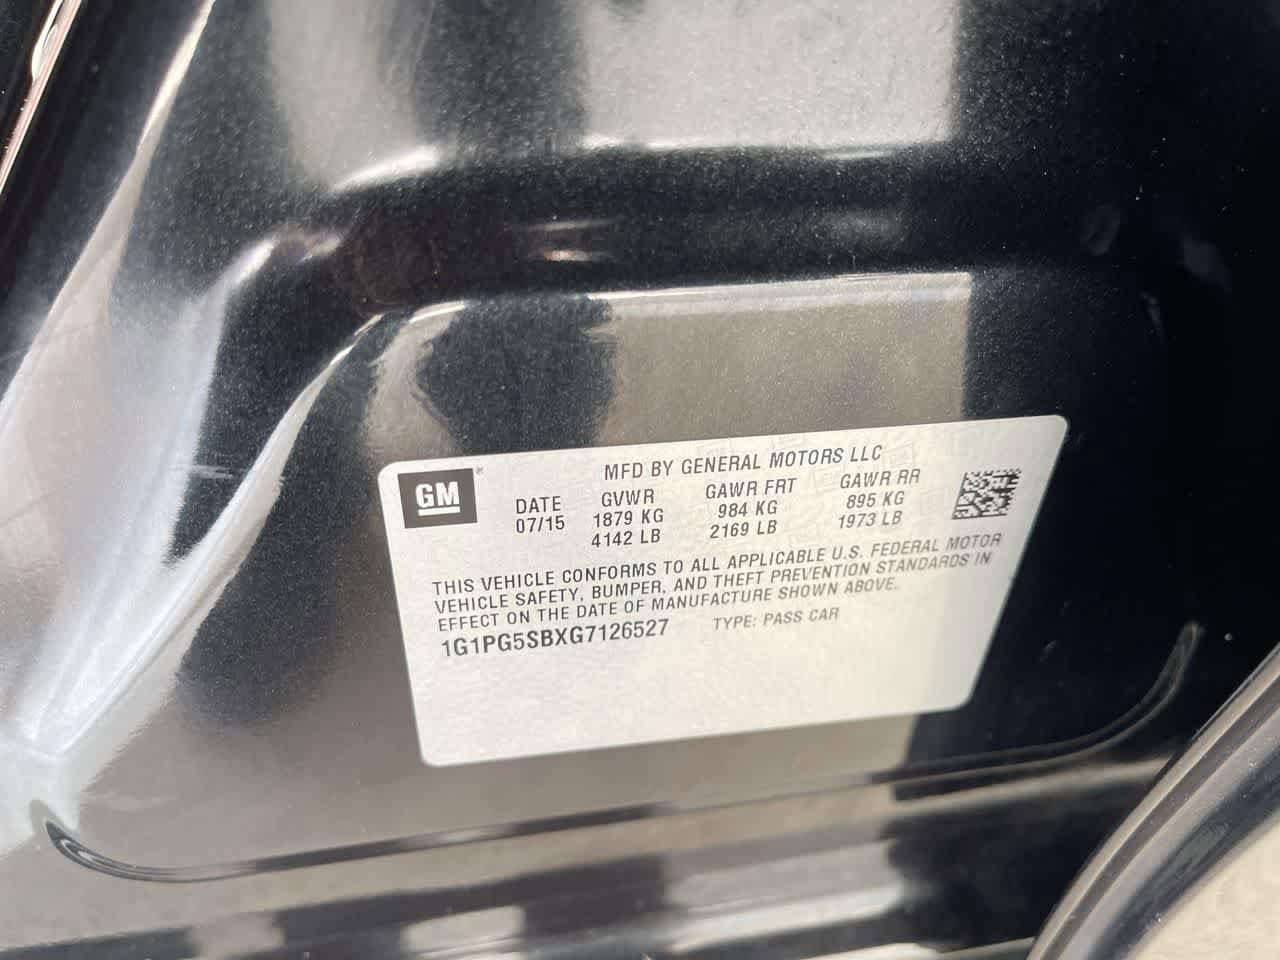 GM
MFD BY GENERAL MOTORS LLC
DATE GVWR GAWR FRT GAWR RR
07/15 1879 KG 984 KG 895 KG
4142 LB 2169 LB 1973 LB
THIS VEHICLE CONFORMS TO ALL APPLICABLE U.S. FEDERAL MOTOR
VEHICLE SAFETY, BUMPER, AND THEFT PREVENTION STANDARDS IN
EFFECT ON THE DATE OF MANUFACTURE SHOWN ABOVE.
1G1PG5SBXG7126527 TYPE: PASS CAR